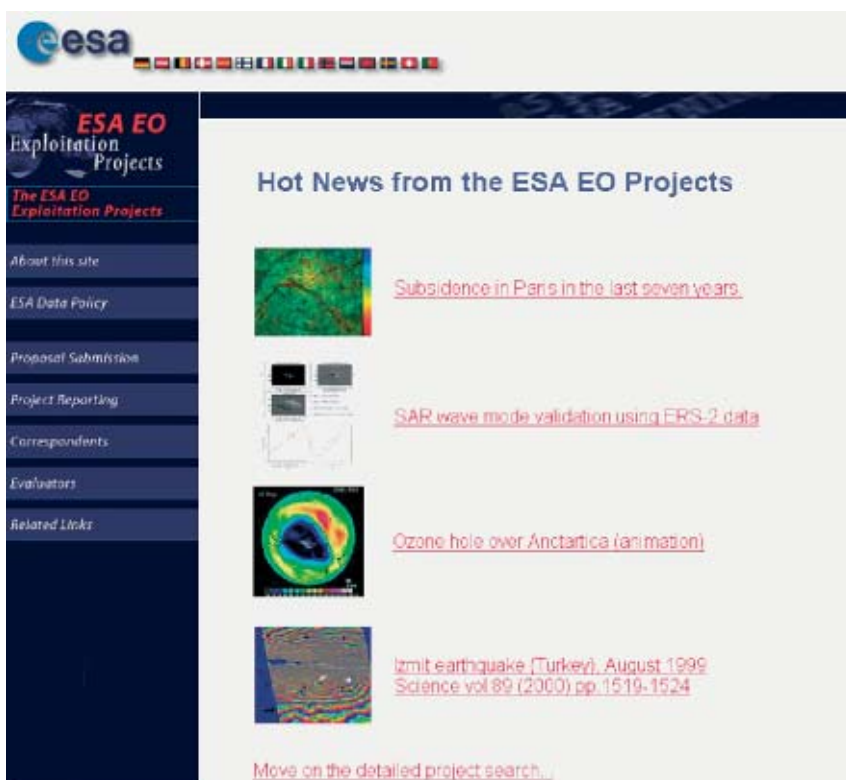 esa
ESA EO
Exploitation
Projects
The ESA EO
Exploitation Projects
About this site
ESA Data Policy
Proposal Submission
Project Reporting
Correspondents
Evaluators
Related Links
Hot News from the ESA EO Projects
Subsidence in Paris in the last seven years.
SAR wave mode validation using ERS-2 data
Ozone hole over Anctartica (animation)
Izmit earthquake (Turkey), August 1999
Science vol 89 (2000) pp.1519-1524
Move on the detailed project search...